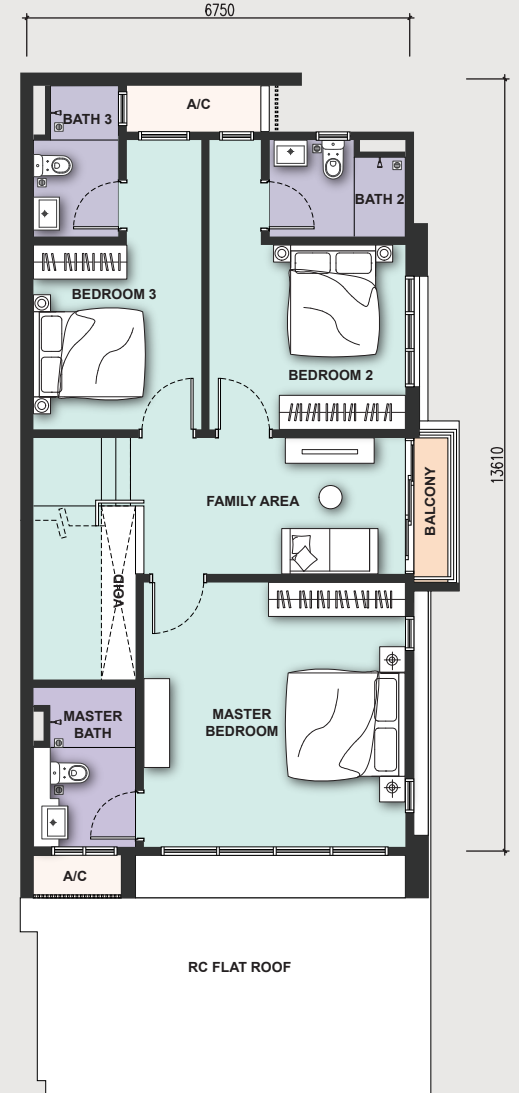 6750
A/C
BATH 3
BATH 2
BEDROOM 3
BEDROOM 2
13610
FAMILY AREA
BALCONY
VOID
MASTER
BATH
MASTER
BEDROOM
A/C
RC FLAT ROOF